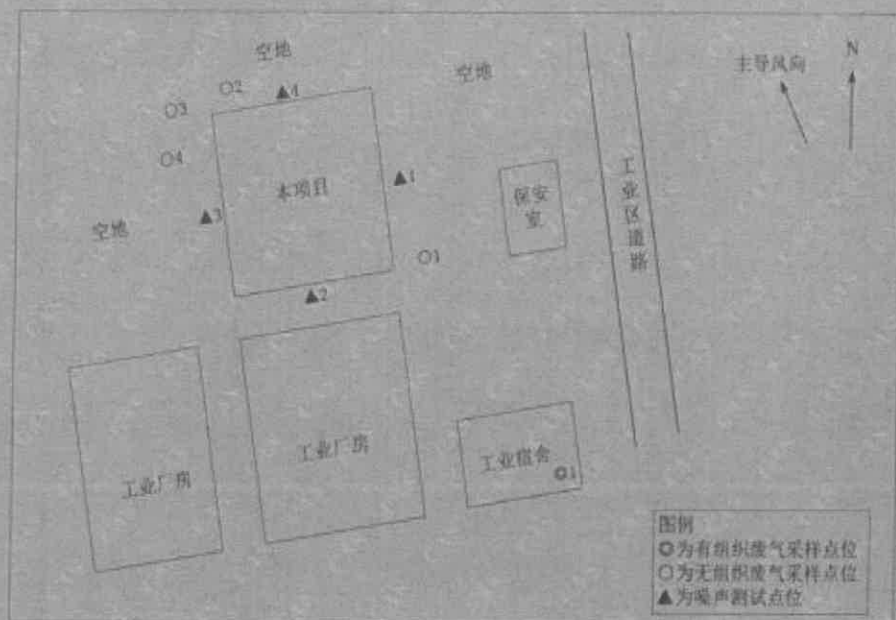 空地
空地
主导风向
N
○2
▲4
○3
○4
本项目
▲1
保安
室
工业区道路
空地
▲3
○1
▲2
工业厂房
工业厂房
工业宿舍
◎1
图例
◎为有组织废气采样点位
○为无组织废气采样点位
▲为噪声测试点位